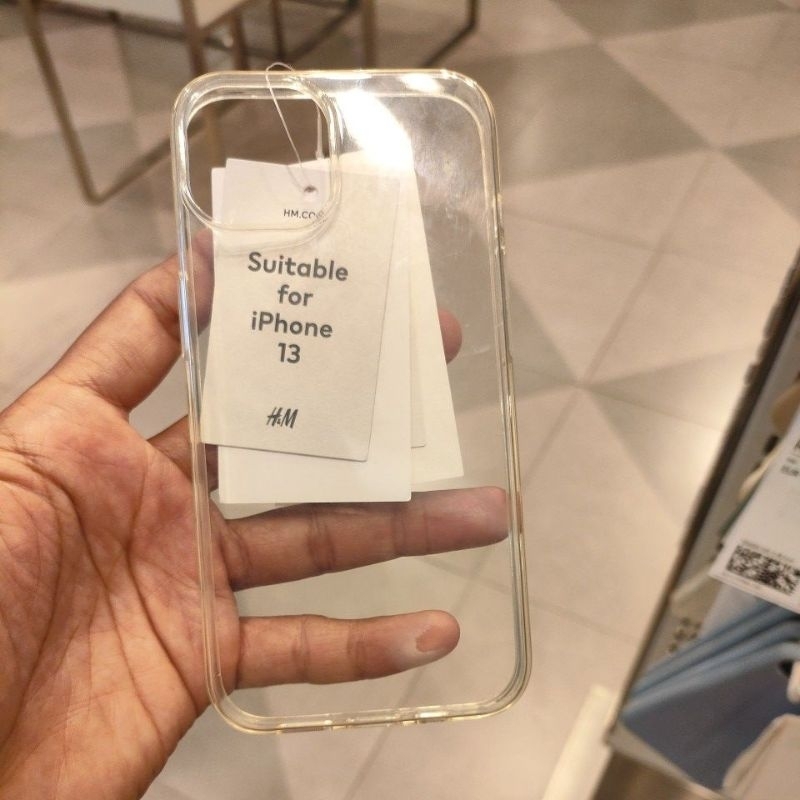 HM.CO
Suitable
for
iPhone
13
H&M